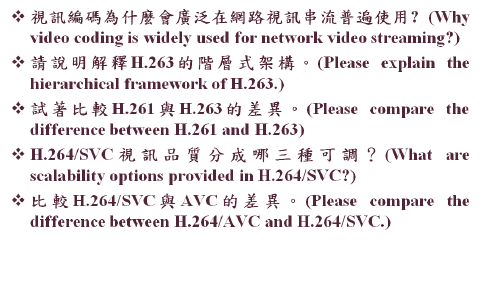 ❖ 視訊編碼為什麼會廣泛在網路視訊串流普遍使用? (Why
video coding is widely used for network video streaming?)
❖ 請說明解釋H.263的階層式架構。(Please explain the
hierarchical framework of H.263.)
❖ 試著比較H.261與H.263的差異。(Please compare the
difference between H.261 and H.263)
❖ H.264/SVC 視訊品質分成哪三種可調？(What are
scalability options provided in H.264/SVC?)
❖ 比較H.264/SVC與AVC的差異。(Please compare the
difference between H.264/AVC and H.264/SVC.)